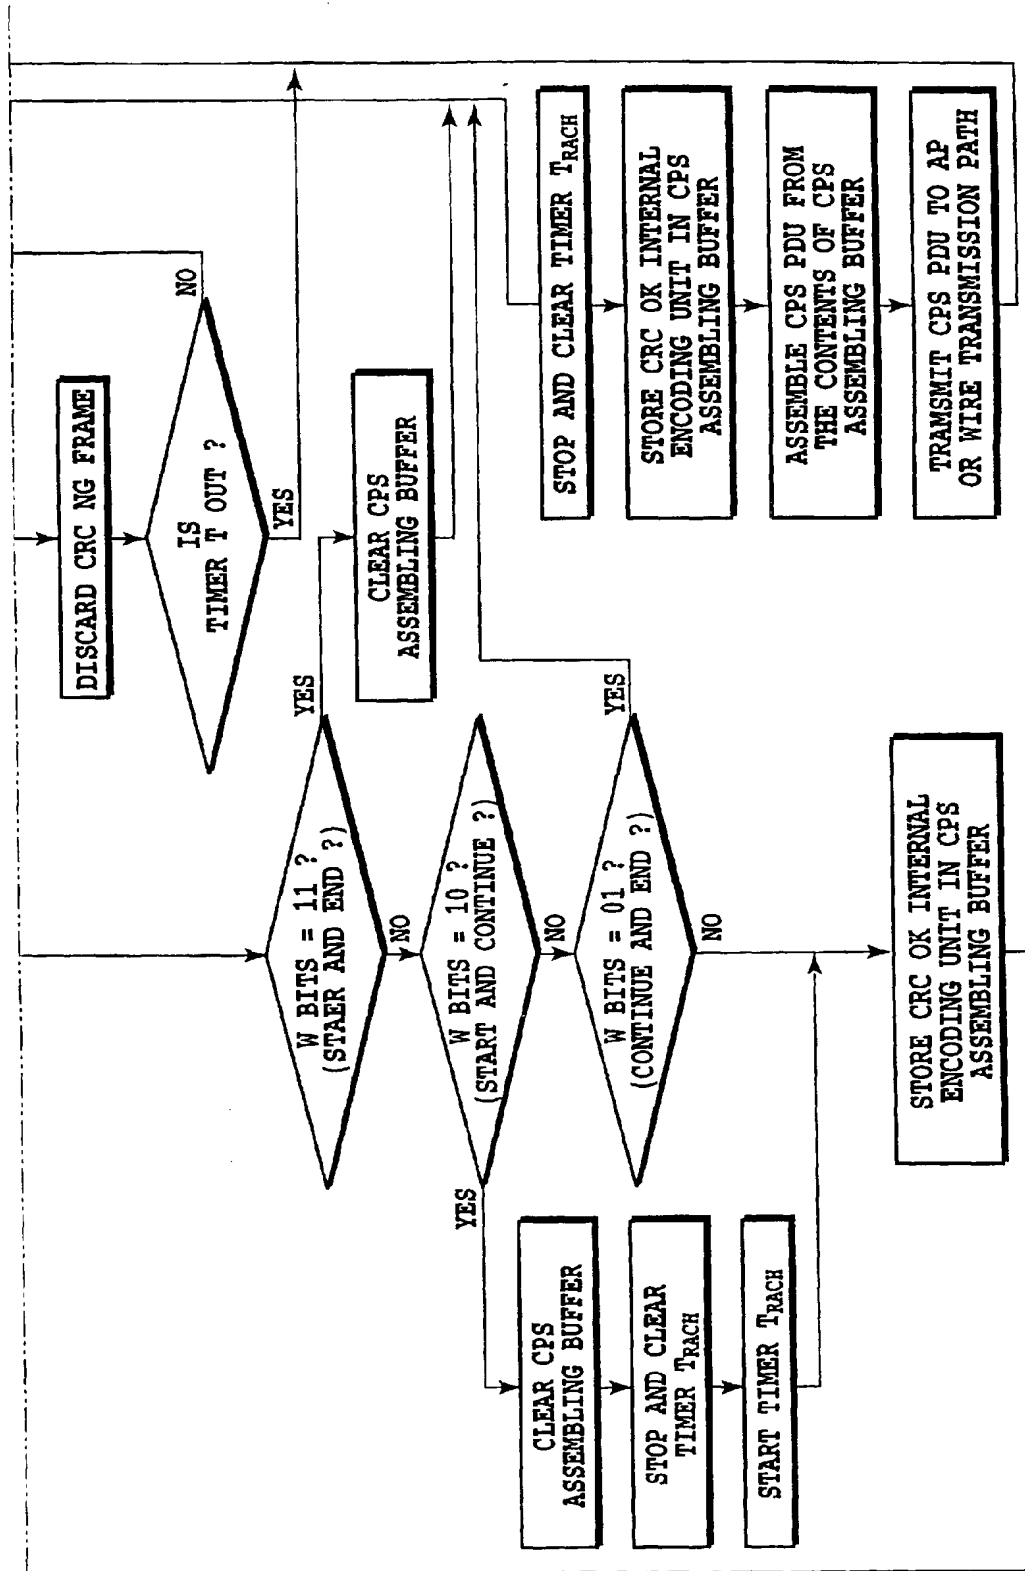 DISCARD CRC NG FRAME
IS
TIMER T OUT ?
NO
YES
W BITS = 11 ?
(STAER AND END ?)
YES
NO
CLEAR CPS
ASSEMBLING BUFFER
W BITS = 10 ?
(START AND CONTINUE ?)
YES
NO
W BITS = 01 ?
(CONTINUE AND END ?)
YES
NO
CLEAR CPS
ASSEMBLING BUFFER
STOP AND CLEAR
TIMER TRACH
START TIMER TRACH
STORE CRC OK INTERNAL
ENCODING UNIT IN CPS
ASSEMBLING BUFFER
STOP AND CLEAR TIMER TRACH
STORE CRC OK INTERNAL
ENCODING UNIT IN CPS
ASSEMBLING BUFFER
ASSEMBLE CPS PDU FROM
THE CONTENTS OF CPS
ASSEMBLING BUFFER
TRAMSMIT CPS PDU TO AP
OR WIRE TRANSMISSION PATH